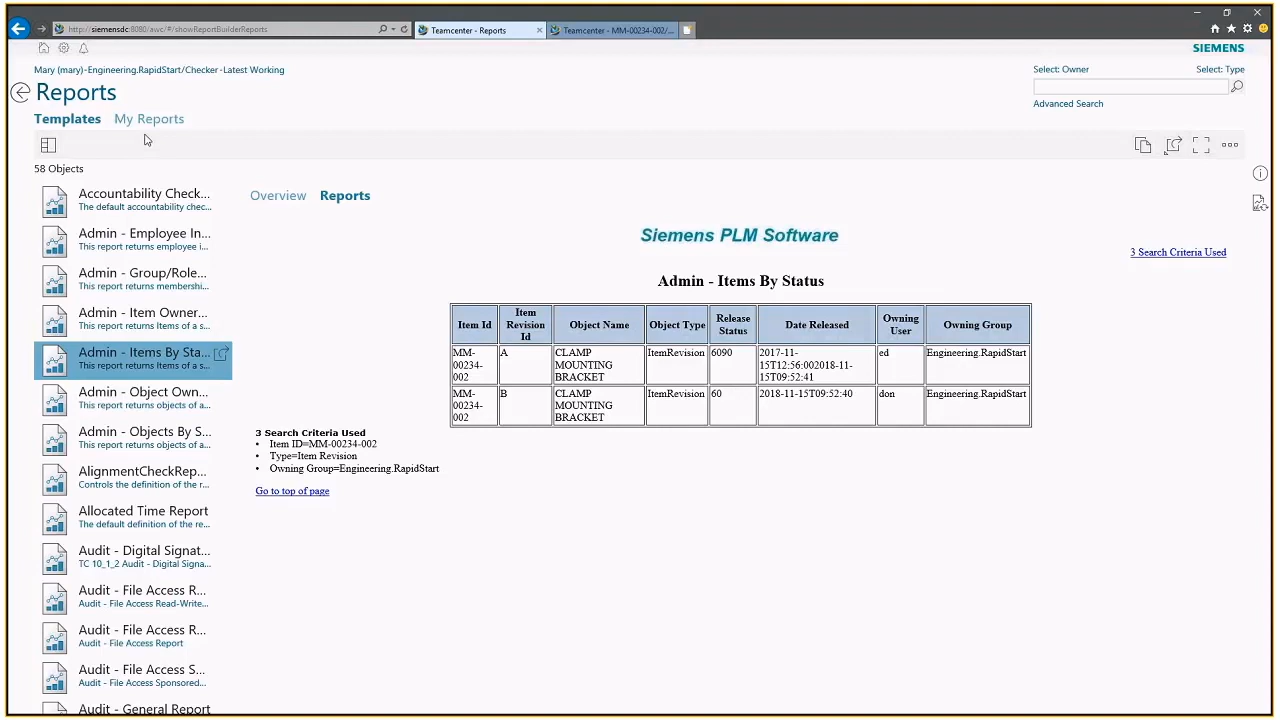 http://siemensdc:8080/awc/#/showReportBuilderReports
Teamcenter - Reports
Teamcenter - MM-00234-002/...
SIEMENS
Mary (mary)-Engineering.RapidStart/Checker -Latest Working
Select: Owner
Select: Type
Reports
Advanced Search
Templates
My Reports
58 Objects
Accountability Check...
The default accountability chec...
Admin - Employee In...
This report returns employee i...
Admin - Group/Role...
This report returns membershi...
Admin - Item Owner...
This report returns Items of a s...
Admin - Items By Sta...
This report returns Items of a s...
Admin - Object Own...
This report returns objects of a...
Admin - Objects By S...
This report returns objects of a...
AlignmentCheckRep...
Controls the definition of the r...
Allocated Time Report
The default definition of the re...
Audit - Digital Signat...
TC 10_1_2 Audit - Digital Signa...
Audit - File Access R...
Audit - File Access Read-Write...
Audit - File Access R...
Audit - File Access Report
Audit - File Access S...
Audit - File Access Sponsored...
Audit - General Report
Overview
Reports
Siemens PLM Software
3 Search Criteria Used
Admin - Items By Status
Item Id
Item Revision Id
Object Name
Object Type
Release Status
Date Released
Owning User
Owning Group
MM-00234-002
A
CLAMP MOUNTING BRACKET
ItemRevision
6090
2017-11-15T12:56:002018-11-15T09:52:41
ed
Engineering.RapidStart
MM-00234-002
B
CLAMP MOUNTING BRACKET
ItemRevision
60
2018-11-15T09:52:40
don
Engineering.RapidStart
3 Search Criteria Used
• Item ID=MM-00234-002
• Type=Item Revision
• Owning Group=Engineering.RapidStart
Go to top of page